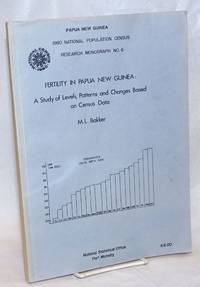 PAPUA NEW GUINEA
1980 NATIONAL POPULATION CENSUS
RESEARCH MONOGRAPH NO. 6
FERTILITY IN PAPUA NEW GUINEA:
A Study of Levels, Patterns and Changes Based
on Census Data
M.L. Bakker
National Statistical Office
Port Moresby